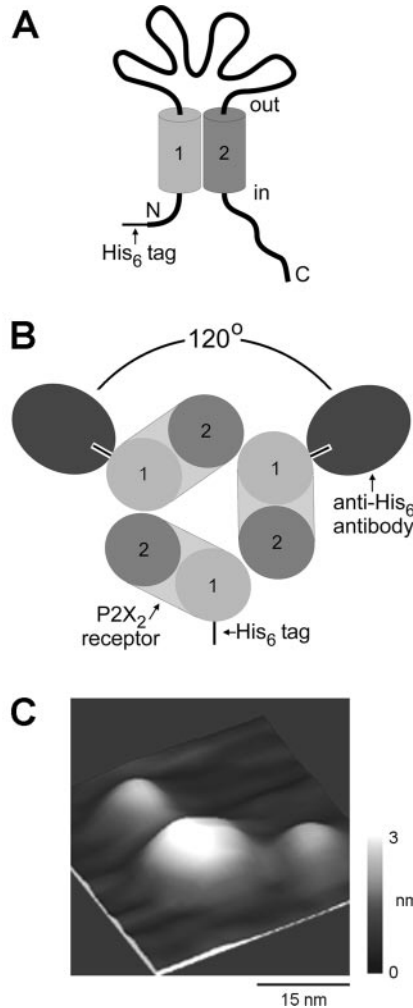 A
out
1 2
in
N
His6 tag
C
B
120°
2
1
1
anti-His6
antibody
2
2
1
P2X2
receptor
His6 tag
C
3
nm
0
15 nm